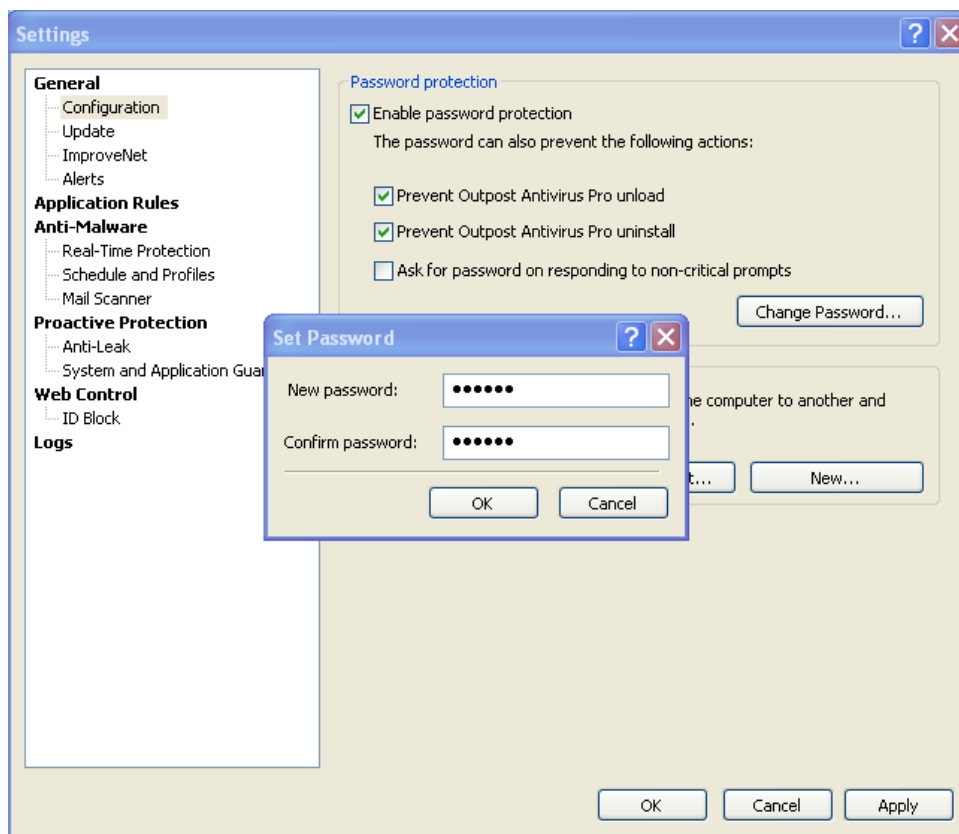 Settings
General
Configuration
Update
ImproveNet
Alerts
Application Rules
Anti-Malware
Real-Time Protection
Schedule and Profiles
Mail Scanner
Proactive Protection
Anti-Leak
System and Application Gua
Web Control
ID Block
Logs
Password protection
Enable password protection
The password can also prevent the following actions:
Prevent Outpost Antivirus Pro unload
Prevent Outpost Antivirus Pro uninstall
Ask for password on responding to non-critical prompts
Change Password...
computer to another and
New...
Set Password
New password:
••••••
Confirm password:
••••••
OK Cancel
OK Cancel Apply